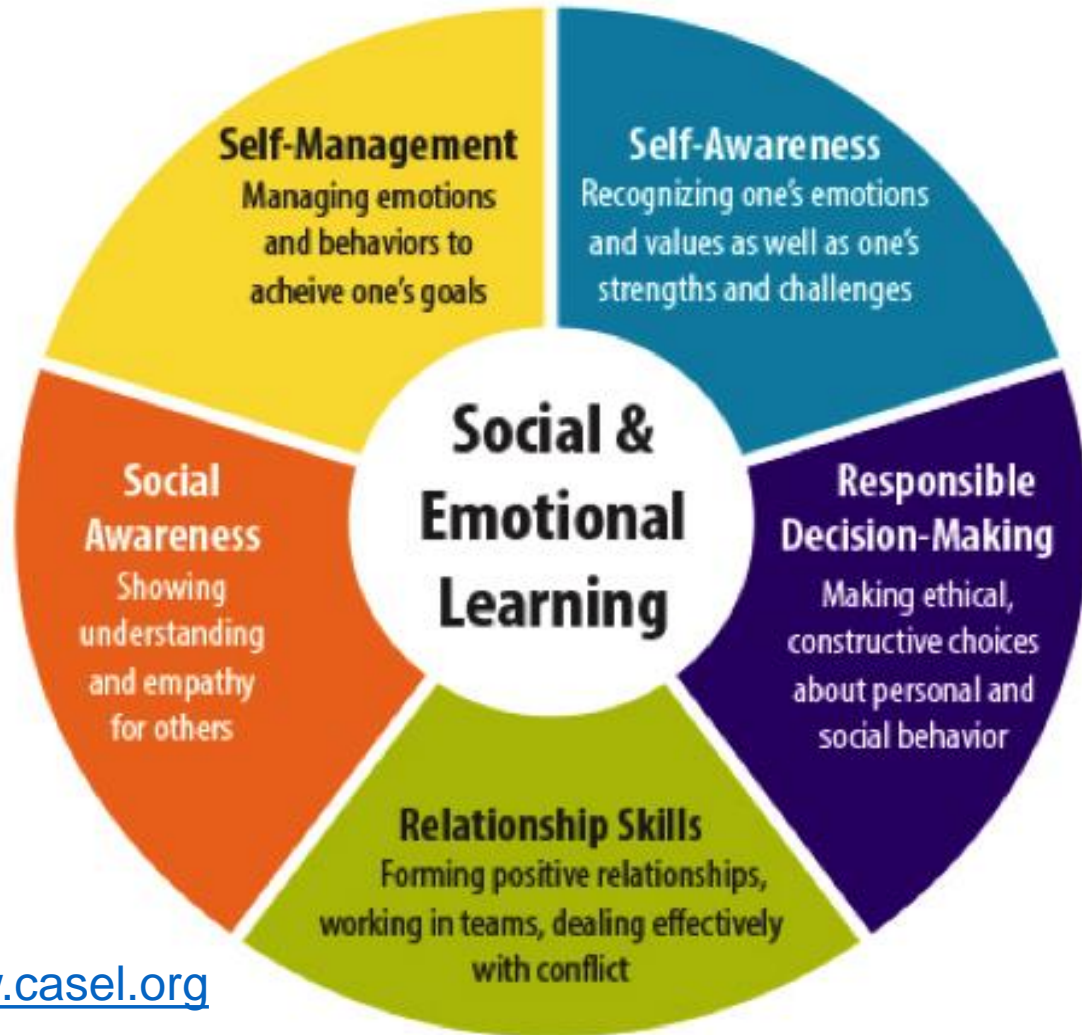 Self-Management
Managing emotions
and behaviors to
acheive one's goals
Self-Awareness
Recognizing one's emotions
and values as well as one's
strengths and challenges
Social &
Emotional
Learning
Social
Awareness
Showing
understanding
and empathy
for others
Responsible
Decision-Making
Making ethical,
constructive choices
about personal and
social behavior
Relationship Skills
Forming positive relationships,
working in teams, dealing effectively
with conflict
.casel.org